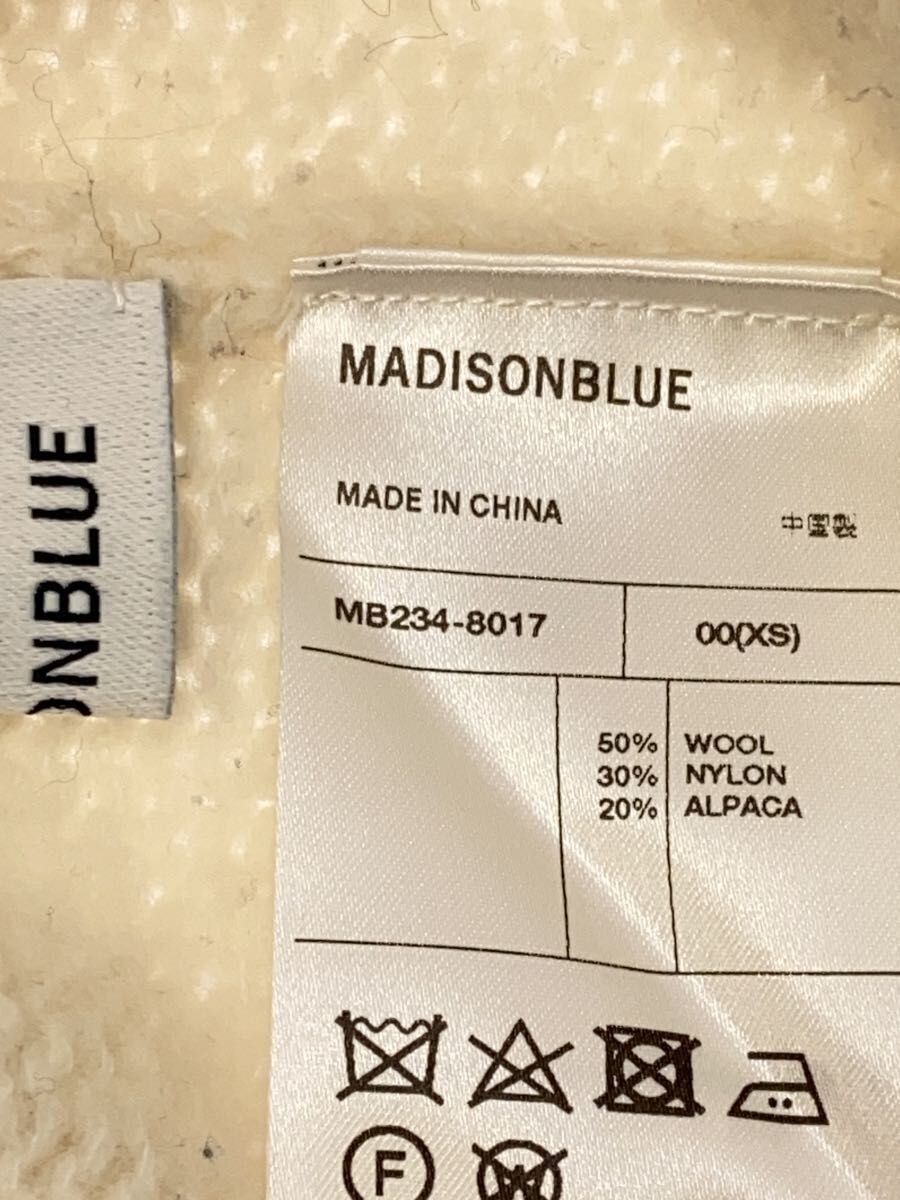 ONBLUE
MADISONBLUE
MADE IN CHINA 中国製
MB234-8017 00(XS)
50% WOOL
30% NYLON
20% ALPACA
F W